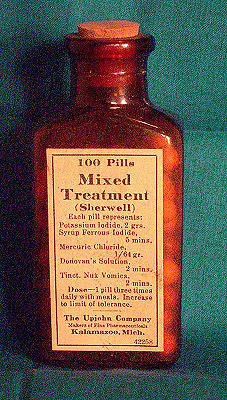 100 Pills
Mixed
Treatment
(Sherwell)
Each pill represents:
Potassium Iodide, 2 grs.
Syrup Ferrous Iodide,
5 mins.
Mercuric Chloride,
1/64 gr.
Donovan's Solution,
2 mins.
Tinct. Nux Vomica,
2 mins.
Dose—1 pill three times
daily with meals. Increase
to limit of tolerance.
The Upjohn Company
Makers of Fine Pharmaceuticals
Kalamazoo, Mich.
42258